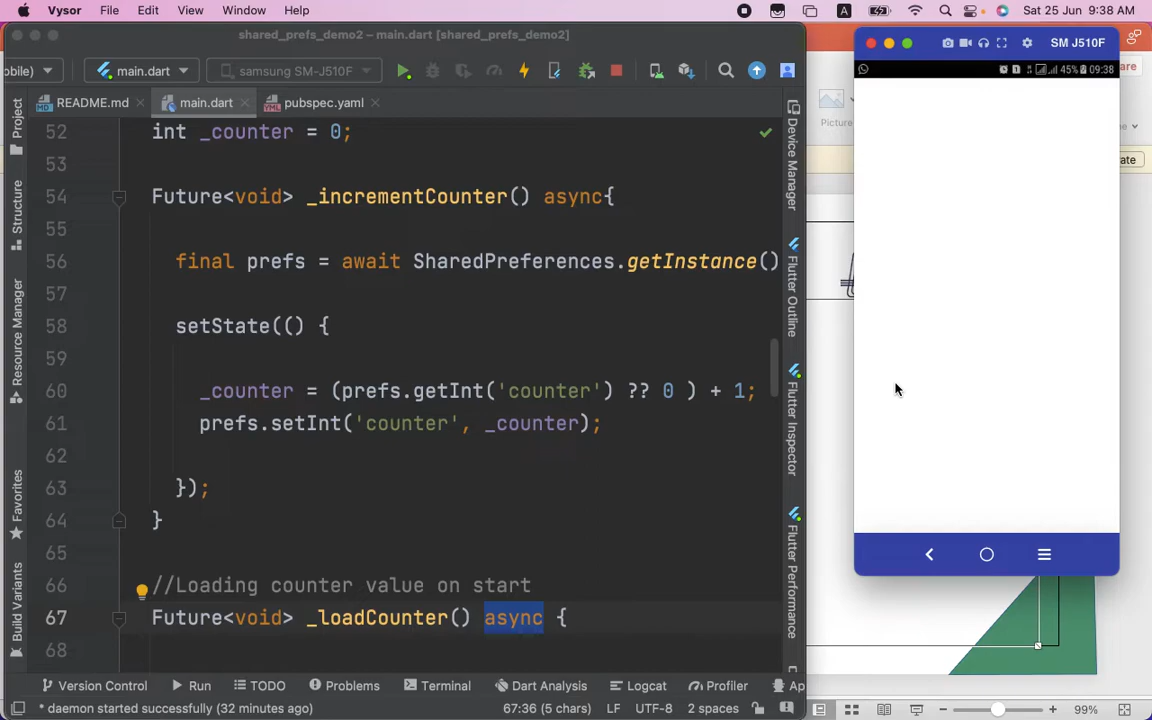 Vysor File Edit View Window Help A Sat 25 Jun 9:38 AM
shared_prefs_demo2 – main.dart [shared_prefs_demo2]
SM J510F
main.dart samsung SM-J510F
45% 09:38
README.md main.dart pubspec.yaml
Picture
Project
Structure
Resource Manager
Favorites
Build Variants
52 int _counter = 0;
53
54 Future<void> _incrementCounter() async{
55
56 final prefs = await SharedPreferences.getInstance()
57
58 setState(() {
59
60 _counter = (prefs.getInt('counter') ?? 0 ) + 1;
61 prefs.setInt('counter', _counter);
62
63 });
64 }
65
66 //Loading counter value on start
67 Future<void> _loadCounter() async {
68
Device Manager
Flutter Outline
Flutter Inspector
Flutter Performance
Version Control Run TODO Problems Terminal Dart Analysis Logcat Profiler Ap
* daemon started successfully (32 minutes ago) 67:36 (5 chars) LF UTF-8 2 spaces
99%